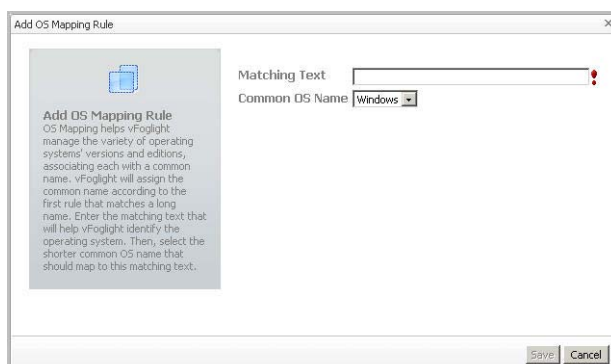 Add OS Mapping Rule
Add OS Mapping Rule
OS Mapping helps vFoglight
manage the variety of operating
systems' versions and editions,
associating each with a common
name. vFoglight will assign the
common name according to the
first rule that matches a long
name. Enter the matching text that
will help vFoglight identify the
operating system. Then, select the
shorter common OS name that
should map to this matching text.
Matching Text
Common OS Name Windows
Save Cancel